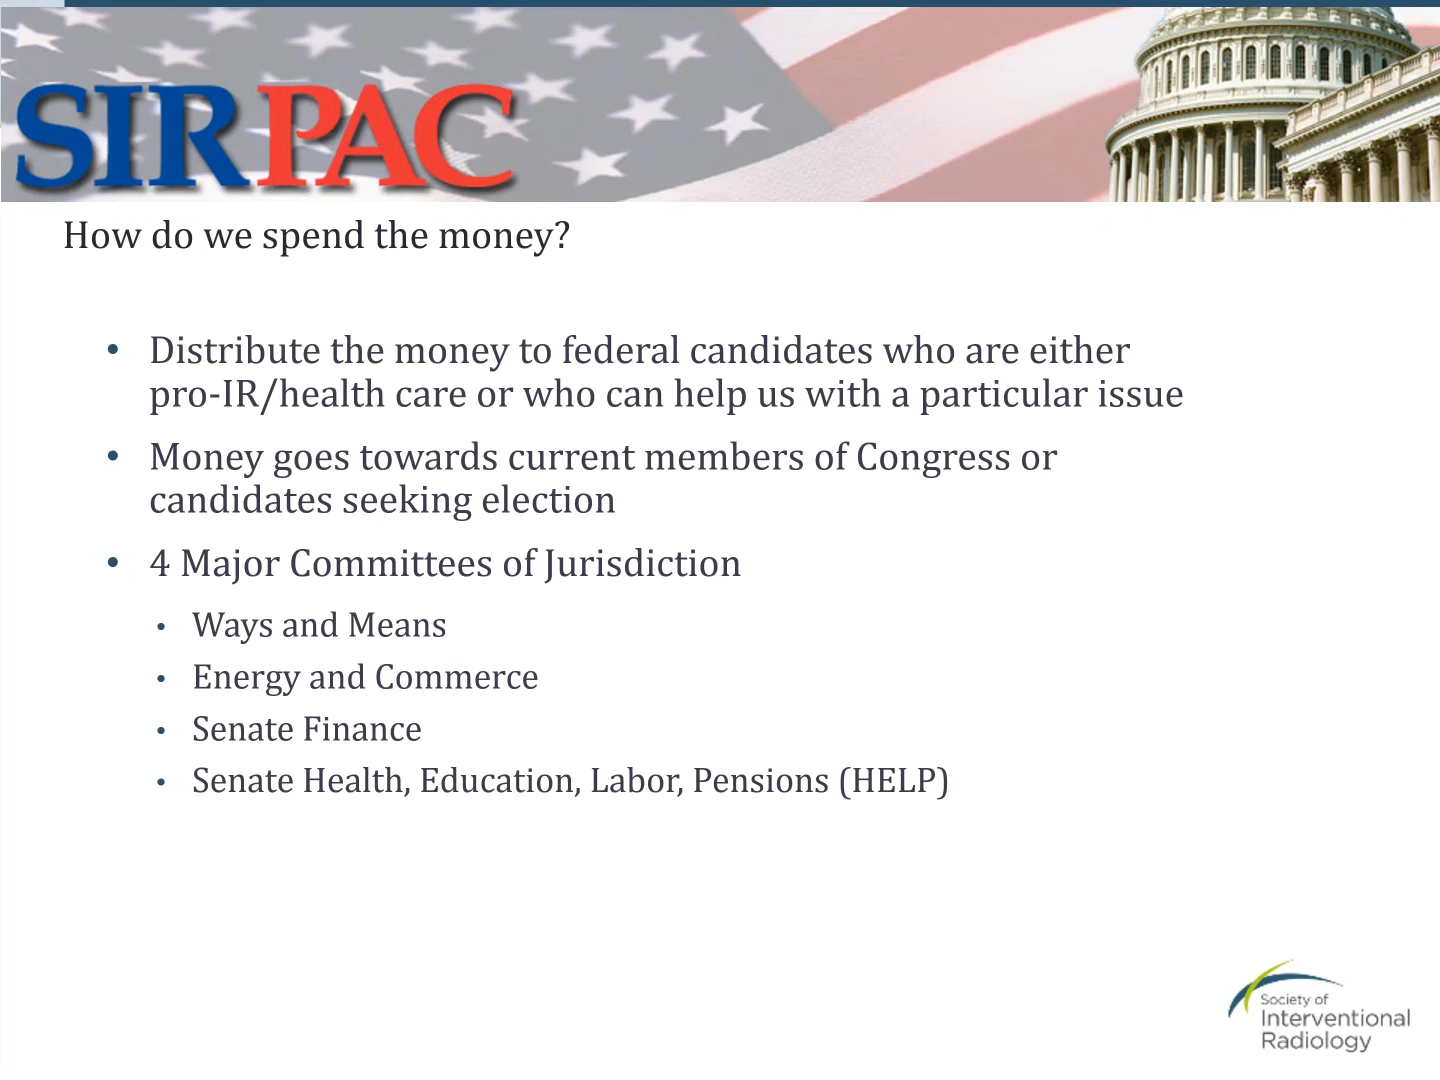 SIRPAC
How do we spend the money?
• Distribute the money to federal candidates who are either
pro-IR/health care or who can help us with a particular issue
• Money goes towards current members of Congress or
candidates seeking election
• 4 Major Committees of Jurisdiction
• Ways and Means
• Energy and Commerce
• Senate Finance
• Senate Health, Education, Labor, Pensions (HELP)
Society of
Interventional
Radiology